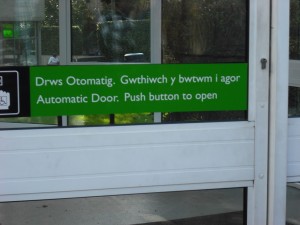 Drws Otomatig. Gwthiwch y bwtwm i agor
Automatic Door. Push button to open